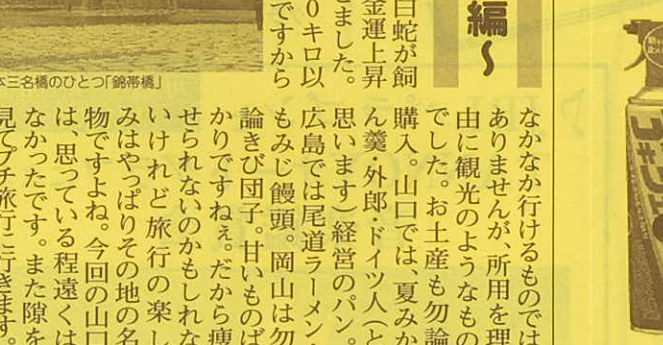 編〜
白蛇が飼
金運上昇
きました。
0キロ以
ですから
本三名橋のひとつ「錦帯橋」
なかなか行けるものでは
ありませんが、所用を理
由に観光のようなもの
でした。お土産も勿論
購入。山口では、夏みか
ん羹・外郎・ドイツ人(と
思います)経営のパン。
広島では尾道ラーメン・
もみじ饅頭。岡山は勿
論きび団子。甘いものば
かりですねぇ。だから痩
せられないのかもしれな
いけれど旅行の楽し
みはやっぱりその地の名
物ですよね。今回の山口
は、思っている程遠くは
なかったです。また隙を
見てプチ旅行に行きます。